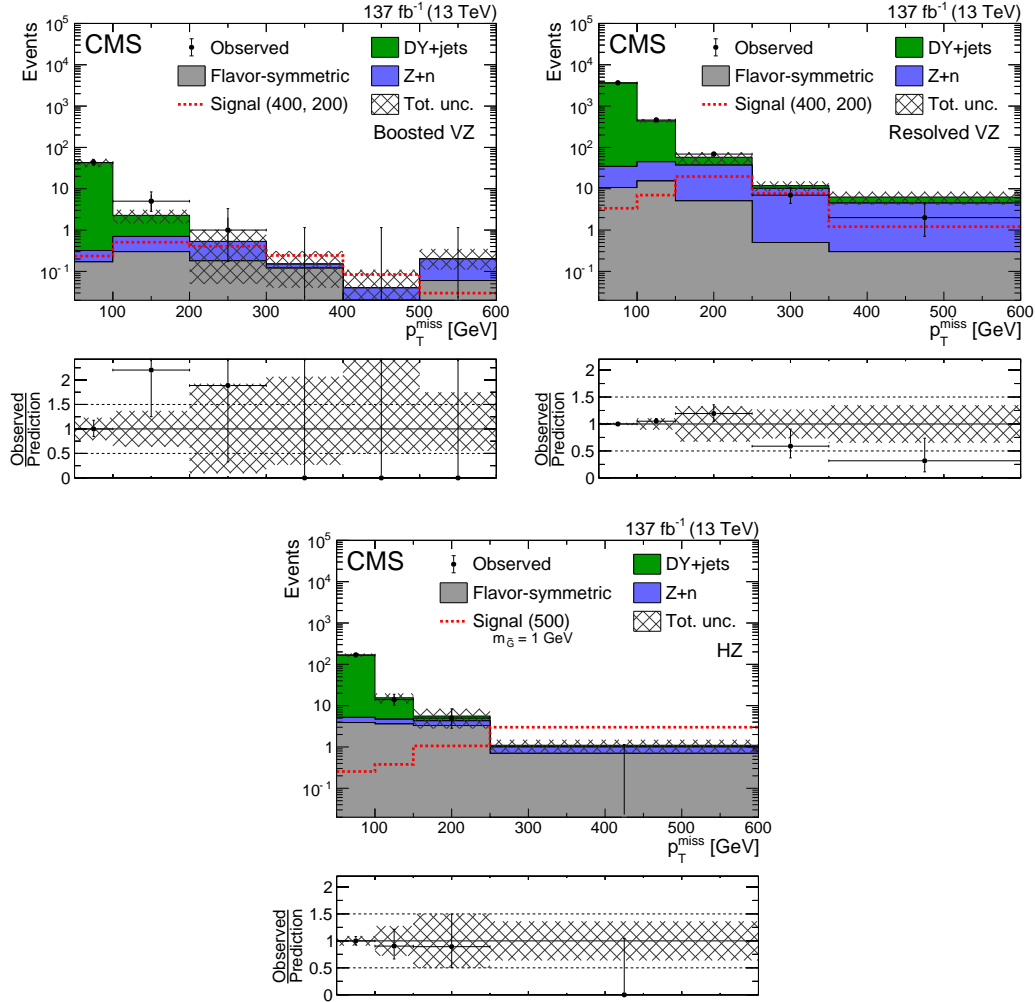 137 fb⁻¹ (13 TeV)
CMS
Observed
DY+jets
Flavor-symmetric
Z+n
Signal (400, 200)
Tot. unc.
Boosted VZ
Events
10⁵
10⁴
10³
10²
10
1
10⁻¹
100 200 300 400 500 600
p_T^miss [GeV]
Observed
Prediction
2
1.5
1
0.5
0
137 fb⁻¹ (13 TeV)
CMS
Observed
DY+jets
Flavor-symmetric
Z+n
Signal (400, 200)
Tot. unc.
Resolved VZ
Events
10⁵
10⁴
10³
10²
10
1
10⁻¹
100 200 300 400 500 600
p_T^miss [GeV]
Observed
Prediction
2
1.5
1
0.5
0
137 fb⁻¹ (13 TeV)
CMS
Observed
DY+jets
Flavor-symmetric
Z+n
Signal (500)
Tot. unc.
m_G̃ = 1 GeV
HZ
Events
10⁵
10⁴
10³
10²
10
1
10⁻¹
100 200 300 400 500 600
p_T^miss [GeV]
Observed
Prediction
2
1.5
1
0.5
0